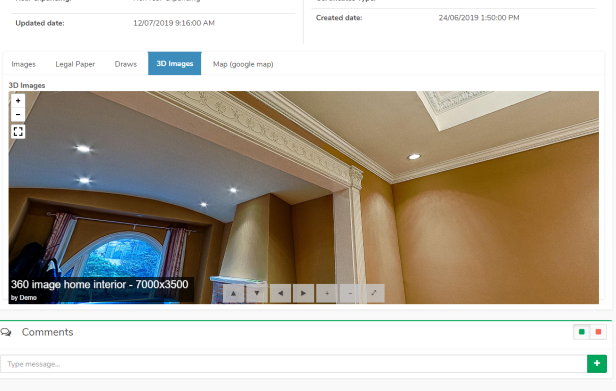 Updated date: 12/07/2019 9:16:00 AM
Created date: 24/06/2019 1:50:00 PM
Images Legal Paper Draws 3D Images Map (google map)
3D Images
+
−
360 image home interior - 7000x3500
by Demo
▲ ▼ ◀ ▶ + −
Comments
Type message...
+